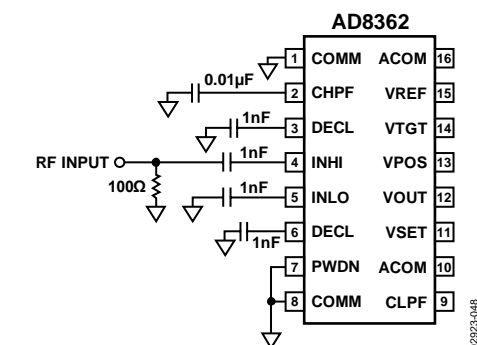 AD8362
1 COMM ACOM 16
0.01µF
2 CHPF VREF 15
1nF
3 DECL VTGT 14
1nF
RF INPUT 4 INHI VPOS 13
100Ω
1nF
5 INLO VOUT 12
6 DECL VSET 11
1nF
7 PWDN ACOM 10
8 COMM CLPF 9
02923-048